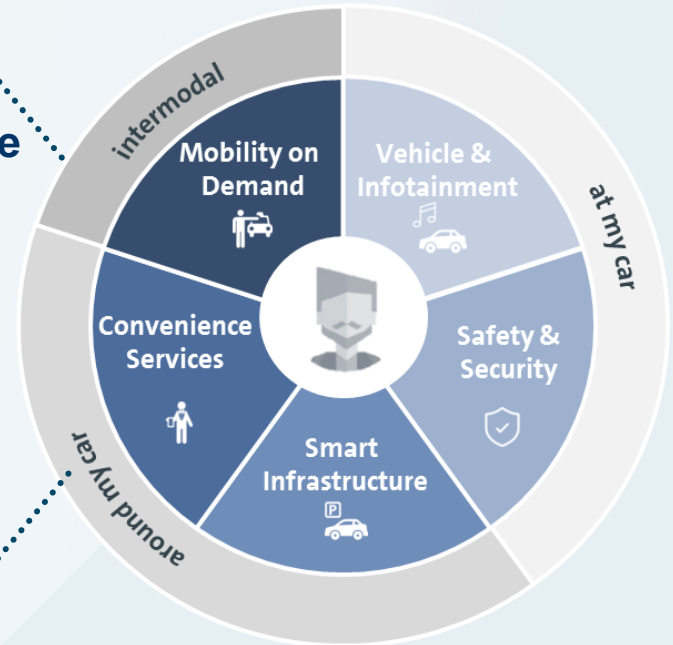 intermodal
e
Mobility on
Demand
Vehicle &
Infotainment
at my car
Convenience
Services
Safety &
Security
Smart
Infrastructure
P
around my car